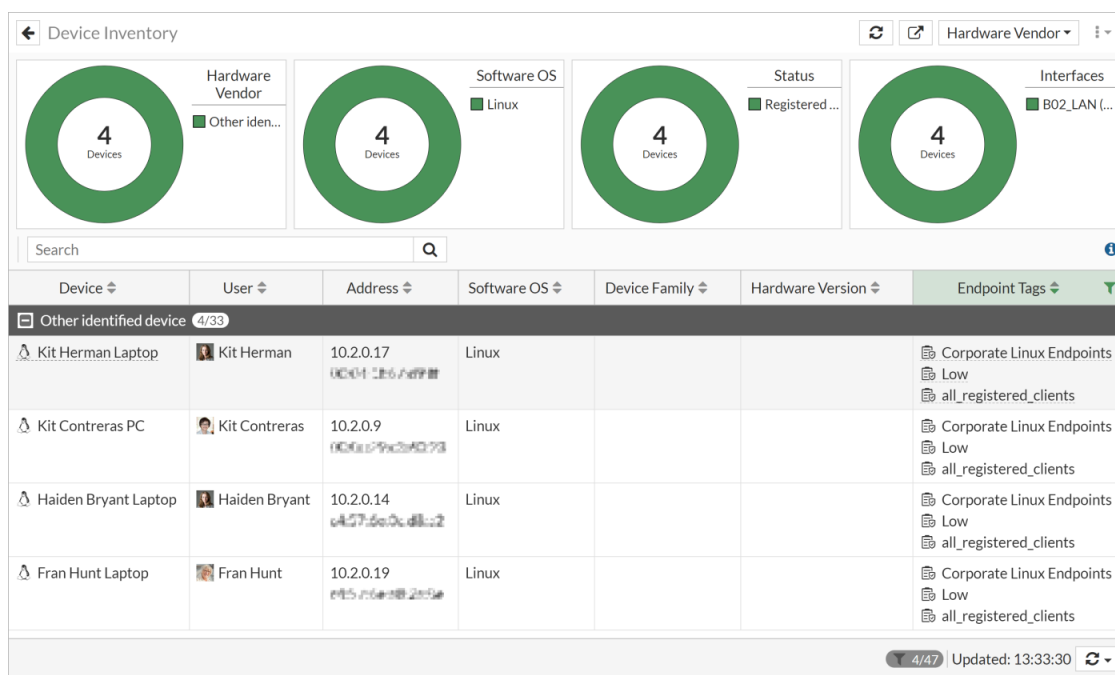 Device Inventory
Hardware Vendor
Hardware
Vendor
Other iden...
4
Devices
Software OS
Linux
4
Devices
Status
Registered ...
4
Devices
Interfaces
B02_LAN (...
4
Devices
Search
Device User Address Software OS Device Family Hardware Version Endpoint Tags
Other identified device 4/33
Kit Herman Laptop Kit Herman 10.2.0.17 Linux Corporate Linux Endpoints
Low
all_registered_clients
Kit Contreras PC Kit Contreras 10.2.0.9 Linux Corporate Linux Endpoints
Low
all_registered_clients
Haiden Bryant Laptop Haiden Bryant 10.2.0.14 Linux Corporate Linux Endpoints
Low
all_registered_clients
Fran Hunt Laptop Fran Hunt 10.2.0.19 Linux Corporate Linux Endpoints
Low
all_registered_clients
4/47 Updated: 13:33:30